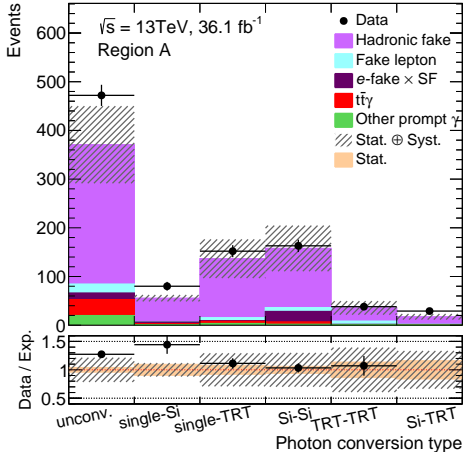 Events
√s = 13TeV, 36.1 fb⁻¹
Region A
Data
Hadronic fake
Fake lepton
e-fake × SF
tt̄γ
Other prompt γ
Stat. ⊕ Syst.
Stat.
600
500
400
300
200
100
0
Data / Exp.
1.5
1
0.5
unconv.
single-Si
single-TRT
Si-Si
TRT-TRT
Si-TRT
Photon conversion type